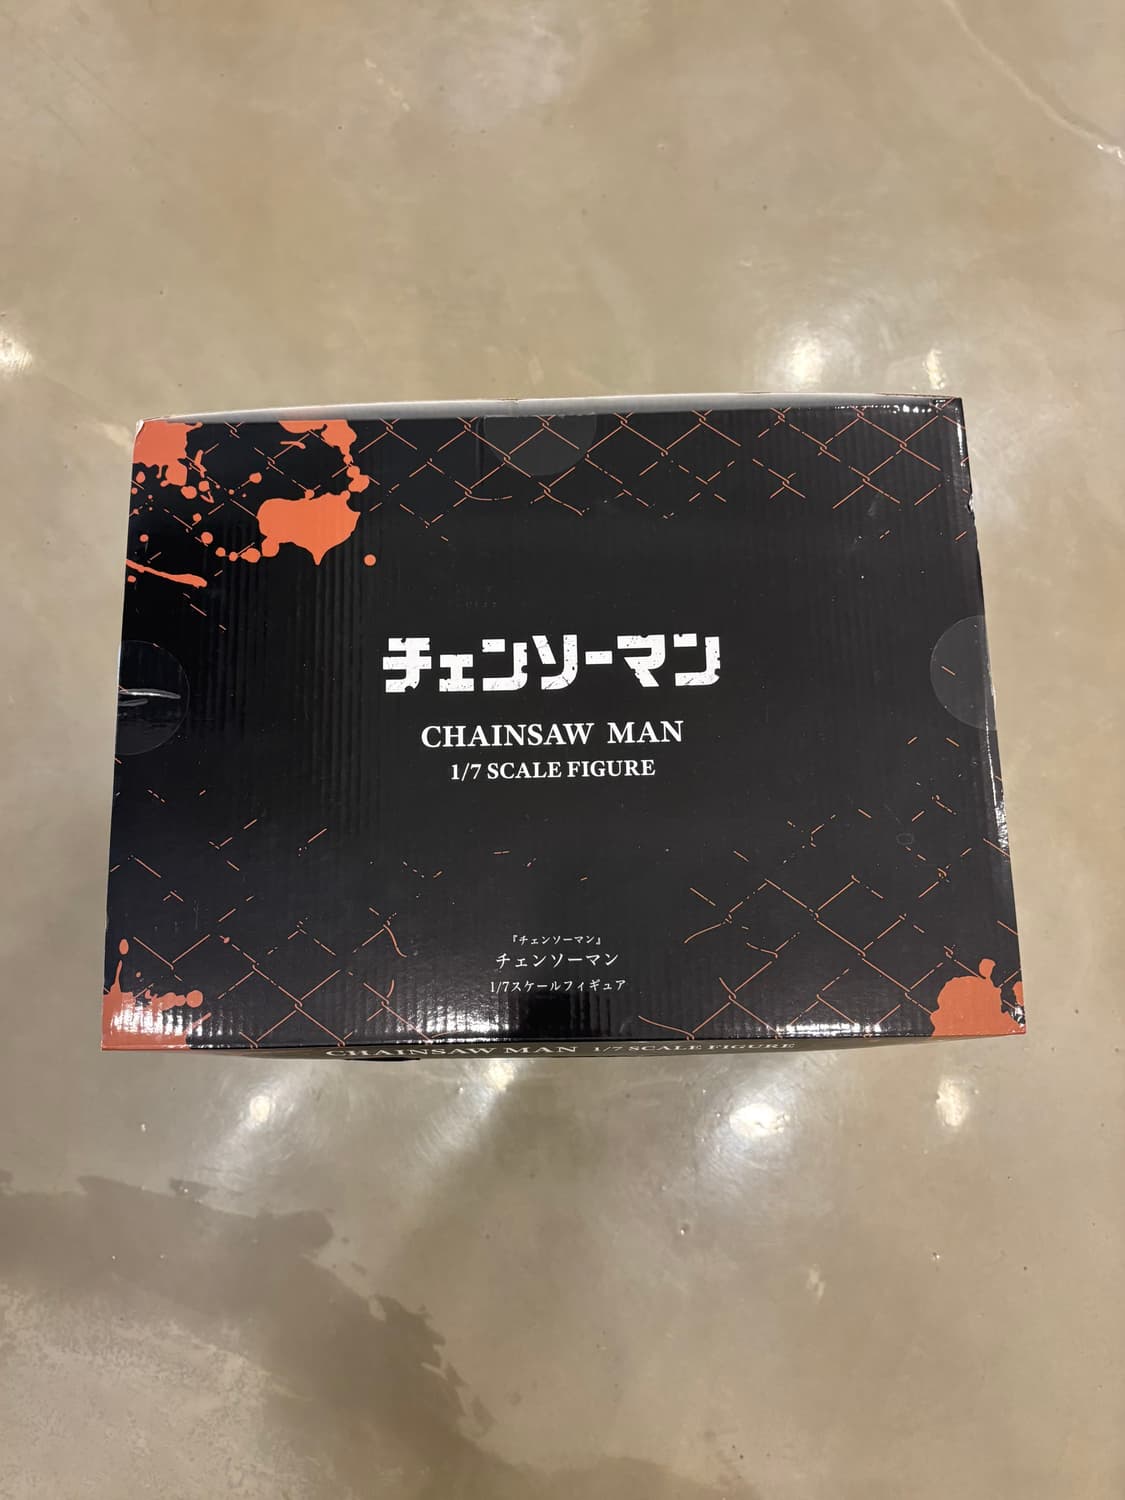 チェンソーマン
CHAINSAW MAN
1/7 SCALE FIGURE
『チェンソーマン』
チェンソーマン
1/7スケールフィギュア
CHAINSAW MAN 1/7 SCALE FIGURE